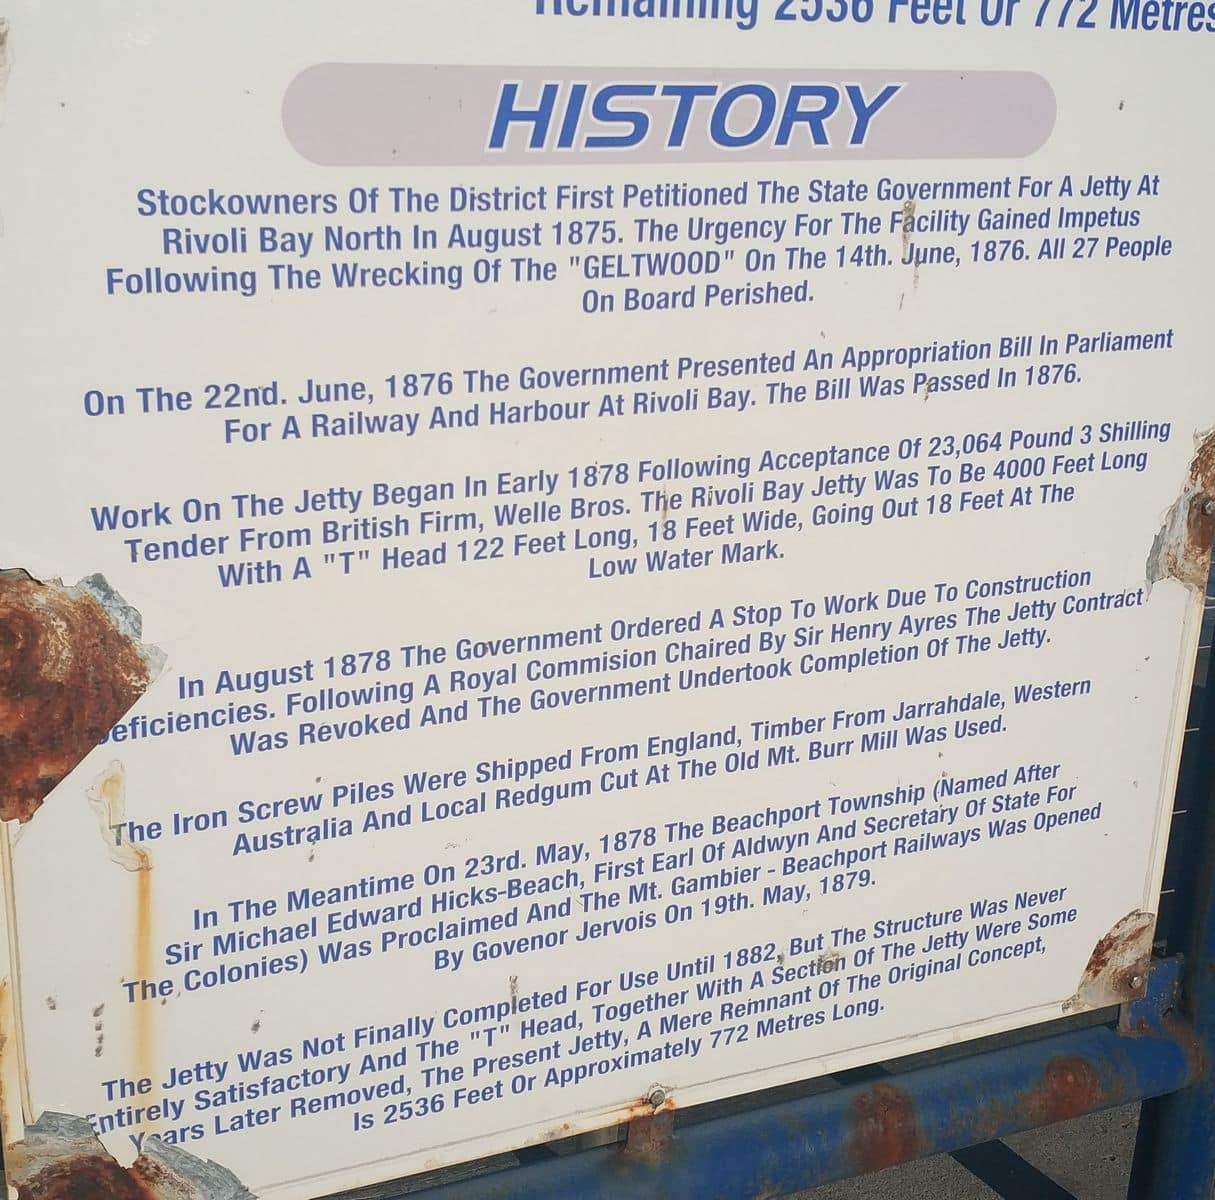 Remaining 2536 Feet Or 772 Metres
HISTORY
Stockowners Of The District First Petitioned The State Government For A Jetty At
Rivoli Bay North In August 1875. The Urgency For The Facility Gained Impetus
Following The Wrecking Of The "GELTWOOD" On The 14th. June, 1876. All 27 People
On Board Perished.
On The 22nd. June, 1876 The Government Presented An Appropriation Bill In Parliament
For A Railway And Harbour At Rivoli Bay. The Bill Was Passed In 1876.
Work On The Jetty Began In Early 1878 Following Acceptance Of 23,064 Pound 3 Shilling
Tender From British Firm, Welle Bros. The Rivoli Bay Jetty Was To Be 4000 Feet Long
With A "T" Head 122 Feet Long, 18 Feet Wide, Going Out 18 Feet At The
Low Water Mark.
In August 1878 The Government Ordered A Stop To Work Due To Construction
eficiencies. Following A Royal Commision Chaired By Sir Henry Ayres The Jetty Contract
Was Revoked And The Government Undertook Completion Of The Jetty.
The Iron Screw Piles Were Shipped From England, Timber From Jarrahdale, Western
Australia And Local Redgum Cut At The Old Mt. Burr Mill Was Used.
In The Meantime On 23rd. May, 1878 The Beachport Township (Named After
Sir Michael Edward Hicks-Beach, First Earl Of Aldwyn And Secretary Of State For
The Colonies) Was Proclaimed And The Mt. Gambier - Beachport Railways Was Opened
By Govenor Jervois On 19th. May, 1879.
The Jetty Was Not Finally Completed For Use Until 1882, But The Structure Was Never
Entirely Satisfactory And The "T" Head, Together With A Section Of The Jetty Were Some
Years Later Removed, The Present Jetty, A Mere Remnant Of The Original Concept,
Is 2536 Feet Or Approximately 772 Metres Long.